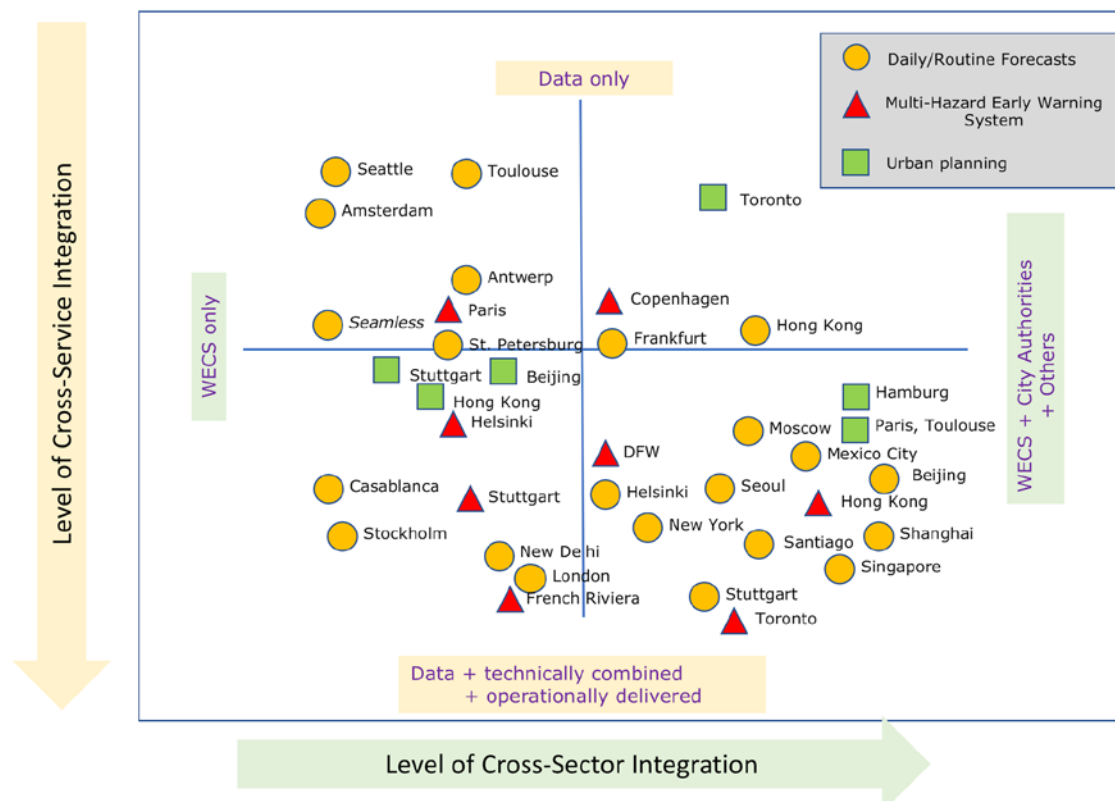 Level of Cross-Service Integration
Data only
Daily/Routine Forecasts
Multi-Hazard Early Warning
System
Urban planning
Seattle
Toulouse
Toronto
Amsterdam
WECS only
WECS + City Authorities
+ Others
Antwerp
Paris
Copenhagen
Seamless
St. Petersburg
Frankfurt
Hong Kong
Stuttgart
Beijing
Hong Kong
Helsinki
Hamburg
Paris, Toulouse
Moscow
Mexico City
DFW
Beijing
Casablanca
Stuttgart
Helsinki
Seoul
Hong Kong
Stockholm
New York
Santiago
Shanghai
New Delhi
London
Singapore
French Riviera
Stuttgart
Toronto
Data + technically combined
+ operationally delivered
Level of Cross-Sector Integration